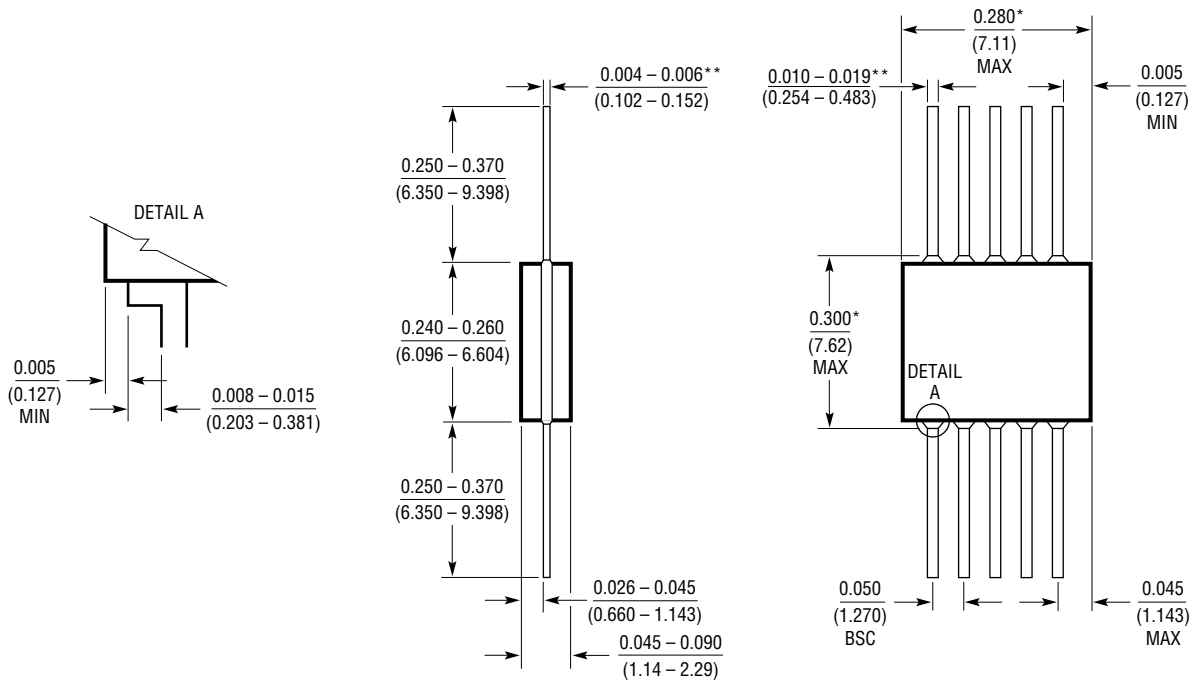 DETAIL A
0.005
(0.127)
MIN
0.008 – 0.015
(0.203 – 0.381)
0.004 – 0.006**
(0.102 – 0.152)
0.250 – 0.370
(6.350 – 9.398)
0.240 – 0.260
(6.096 – 6.604)
0.250 – 0.370
(6.350 – 9.398)
0.026 – 0.045
(0.660 – 1.143)
0.045 – 0.090
(1.14 – 2.29)
0.280*
(7.11)
MAX
0.010 – 0.019**
(0.254 – 0.483)
0.005
(0.127)
MIN
0.300*
(7.62)
MAX
DETAIL
A
0.050
(1.270)
BSC
0.045
(1.143)
MAX